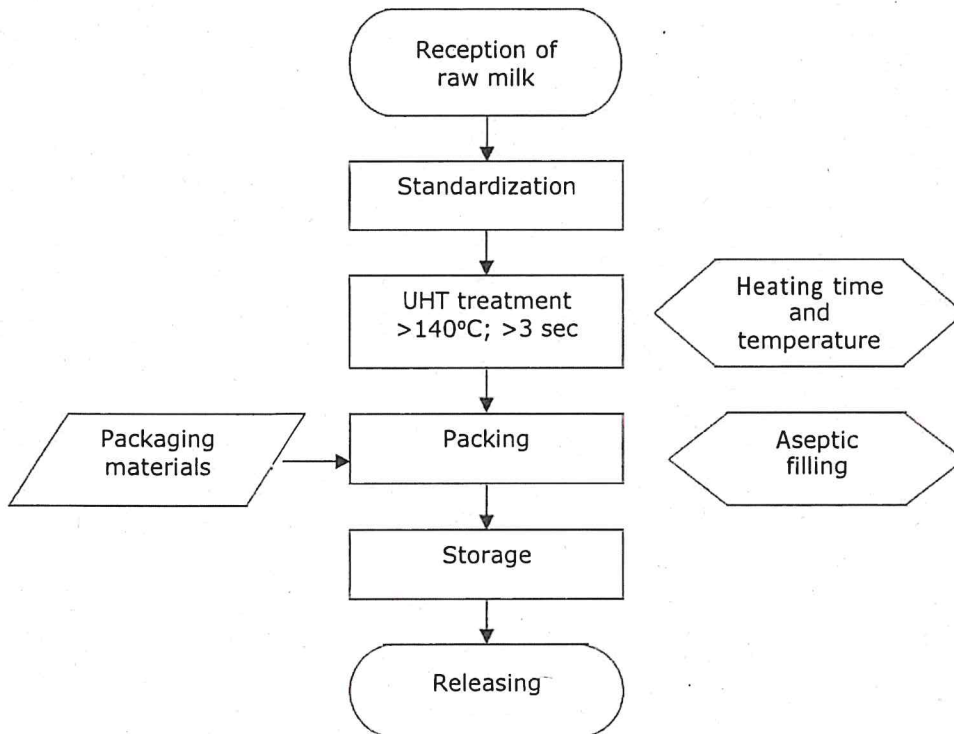 Reception of
raw milk
Standardization
UHT treatment
>140°C; >3 sec
Heating time
and
temperature
Packaging
materials
Packing
Aseptic
filling
Storage
Releasing